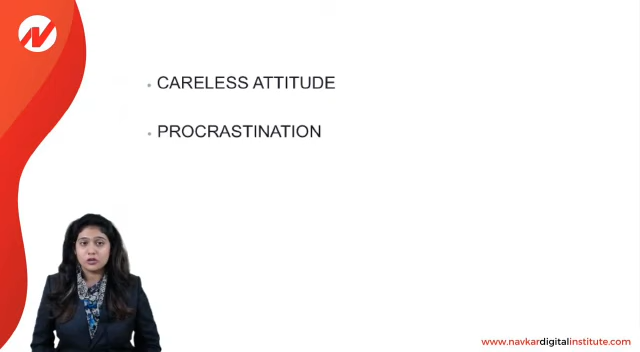 CARELESS ATTITUDE
PROCRASTINATION
www.navkardigitalinstitute.com